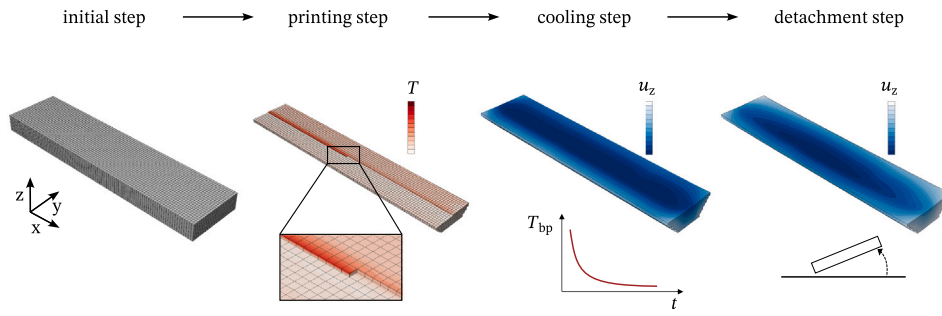 initial step
printing step
cooling step
detachment step
T
u_z
u_z
z
y
x
T_bp
t